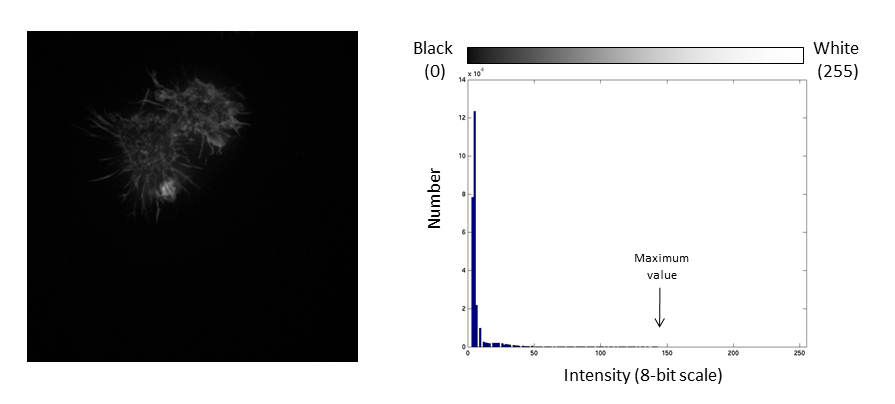 Black
(0)
White
(255)
x 10⁴
14
12
10
8
6
4
2
0
Number
Maximum
value
0
50
100
150
200
250
Intensity (8-bit scale)